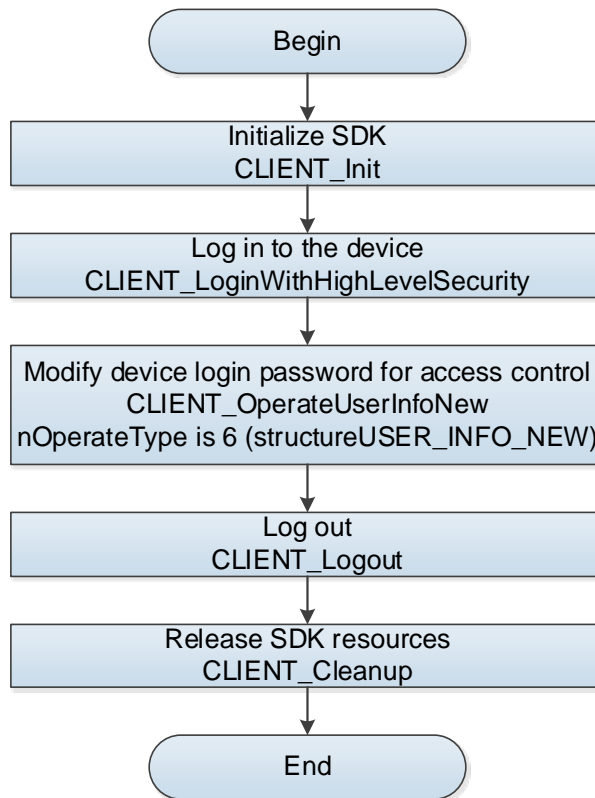 Begin
Initialize SDK
CLIENT_Init
Log in to the device
CLIENT_LoginWithHighLevelSecurity
Modify device login password for access control
CLIENT_OperateUserInfoNew
nOperateType is 6 (structureUSER_INFO_NEW)
Log out
CLIENT_Logout
Release SDK resources
CLIENT_Cleanup
End